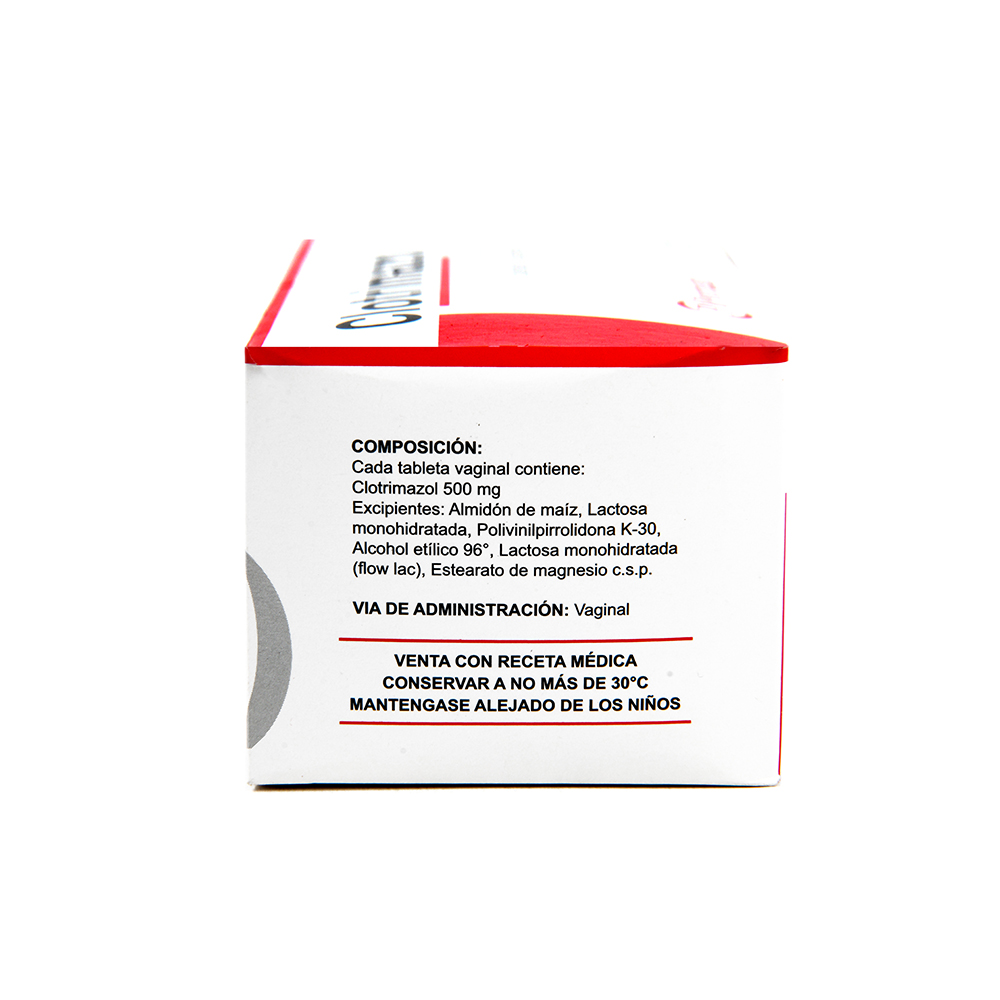 Clotrimazol
COMPOSICIÓN:
Cada tableta vaginal contiene:
Clotrimazol 500 mg
Excipientes: Almidón de maíz, Lactosa
monohidratada, Polivinilpirrolidona K-30,
Alcohol etílico 96°, Lactosa monohidratada
(flow lac), Estearato de magnesio c.s.p.
VIA DE ADMINISTRACIÓN: Vaginal
VENTA CON RECETA MÉDICA
CONSERVAR A NO MÁS DE 30°C
MANTENGASE ALEJADO DE LOS NIÑOS